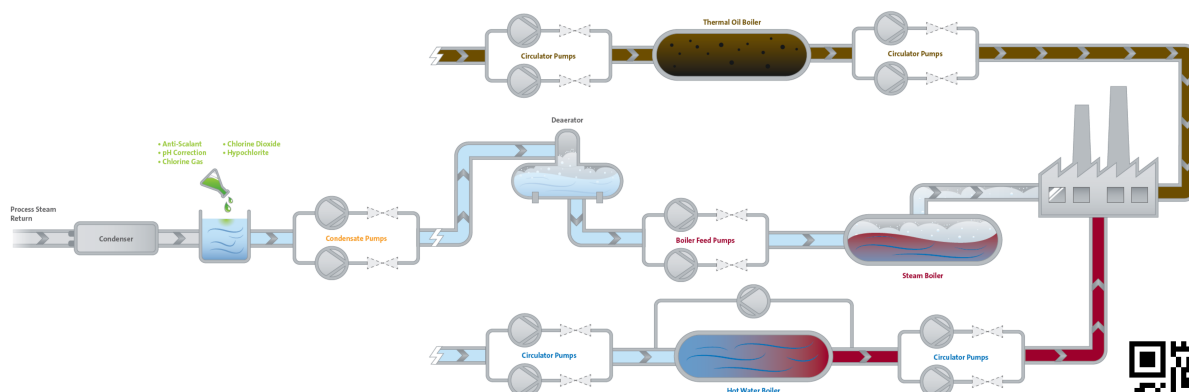 Thermal Oil Boiler
Circulator Pumps
Circulator Pumps
Deaerator
• Anti-Scalant
• Chlorine Dioxide
• pH Correction
• Hypochlorite
• Chlorine Gas
Process Steam
Return
Condenser
Condensate Pumps
Boiler Feed Pumps
Steam Boiler
Circulator Pumps
Circulator Pumps
Hot Water Boiler